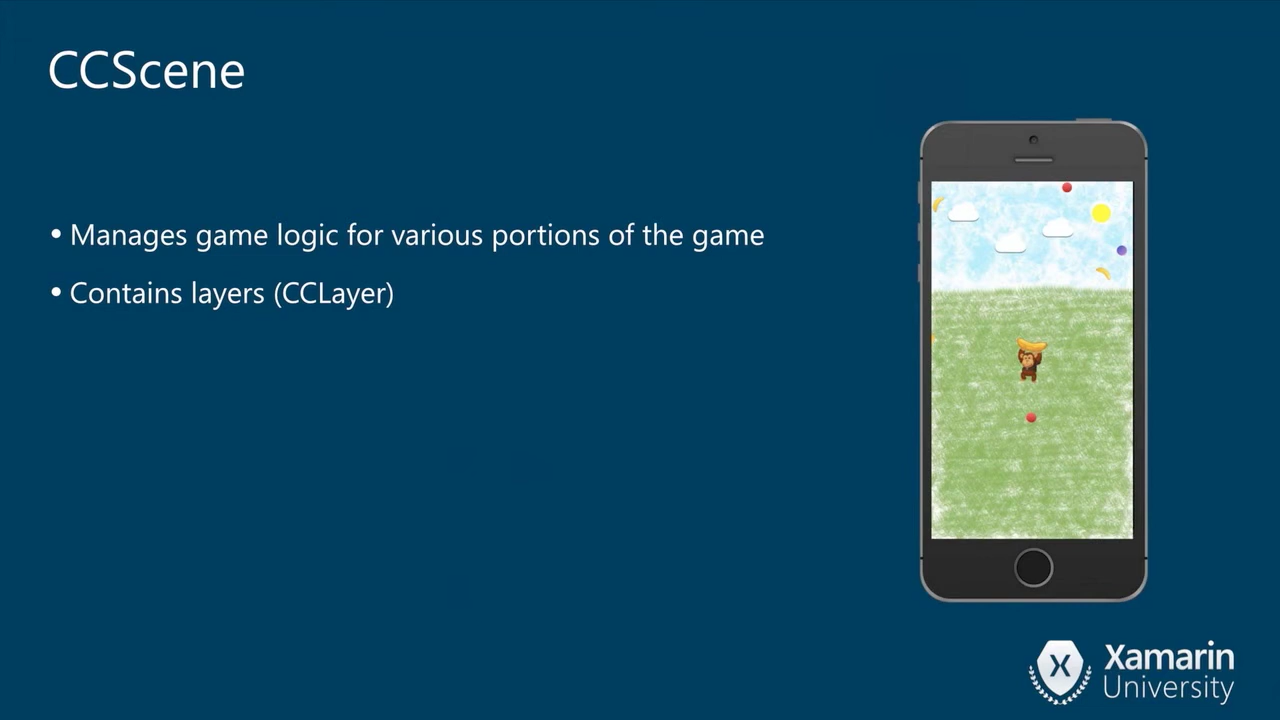 CCScene
• Manages game logic for various portions of the game
• Contains layers (CCLayer)
X
Xamarin
University